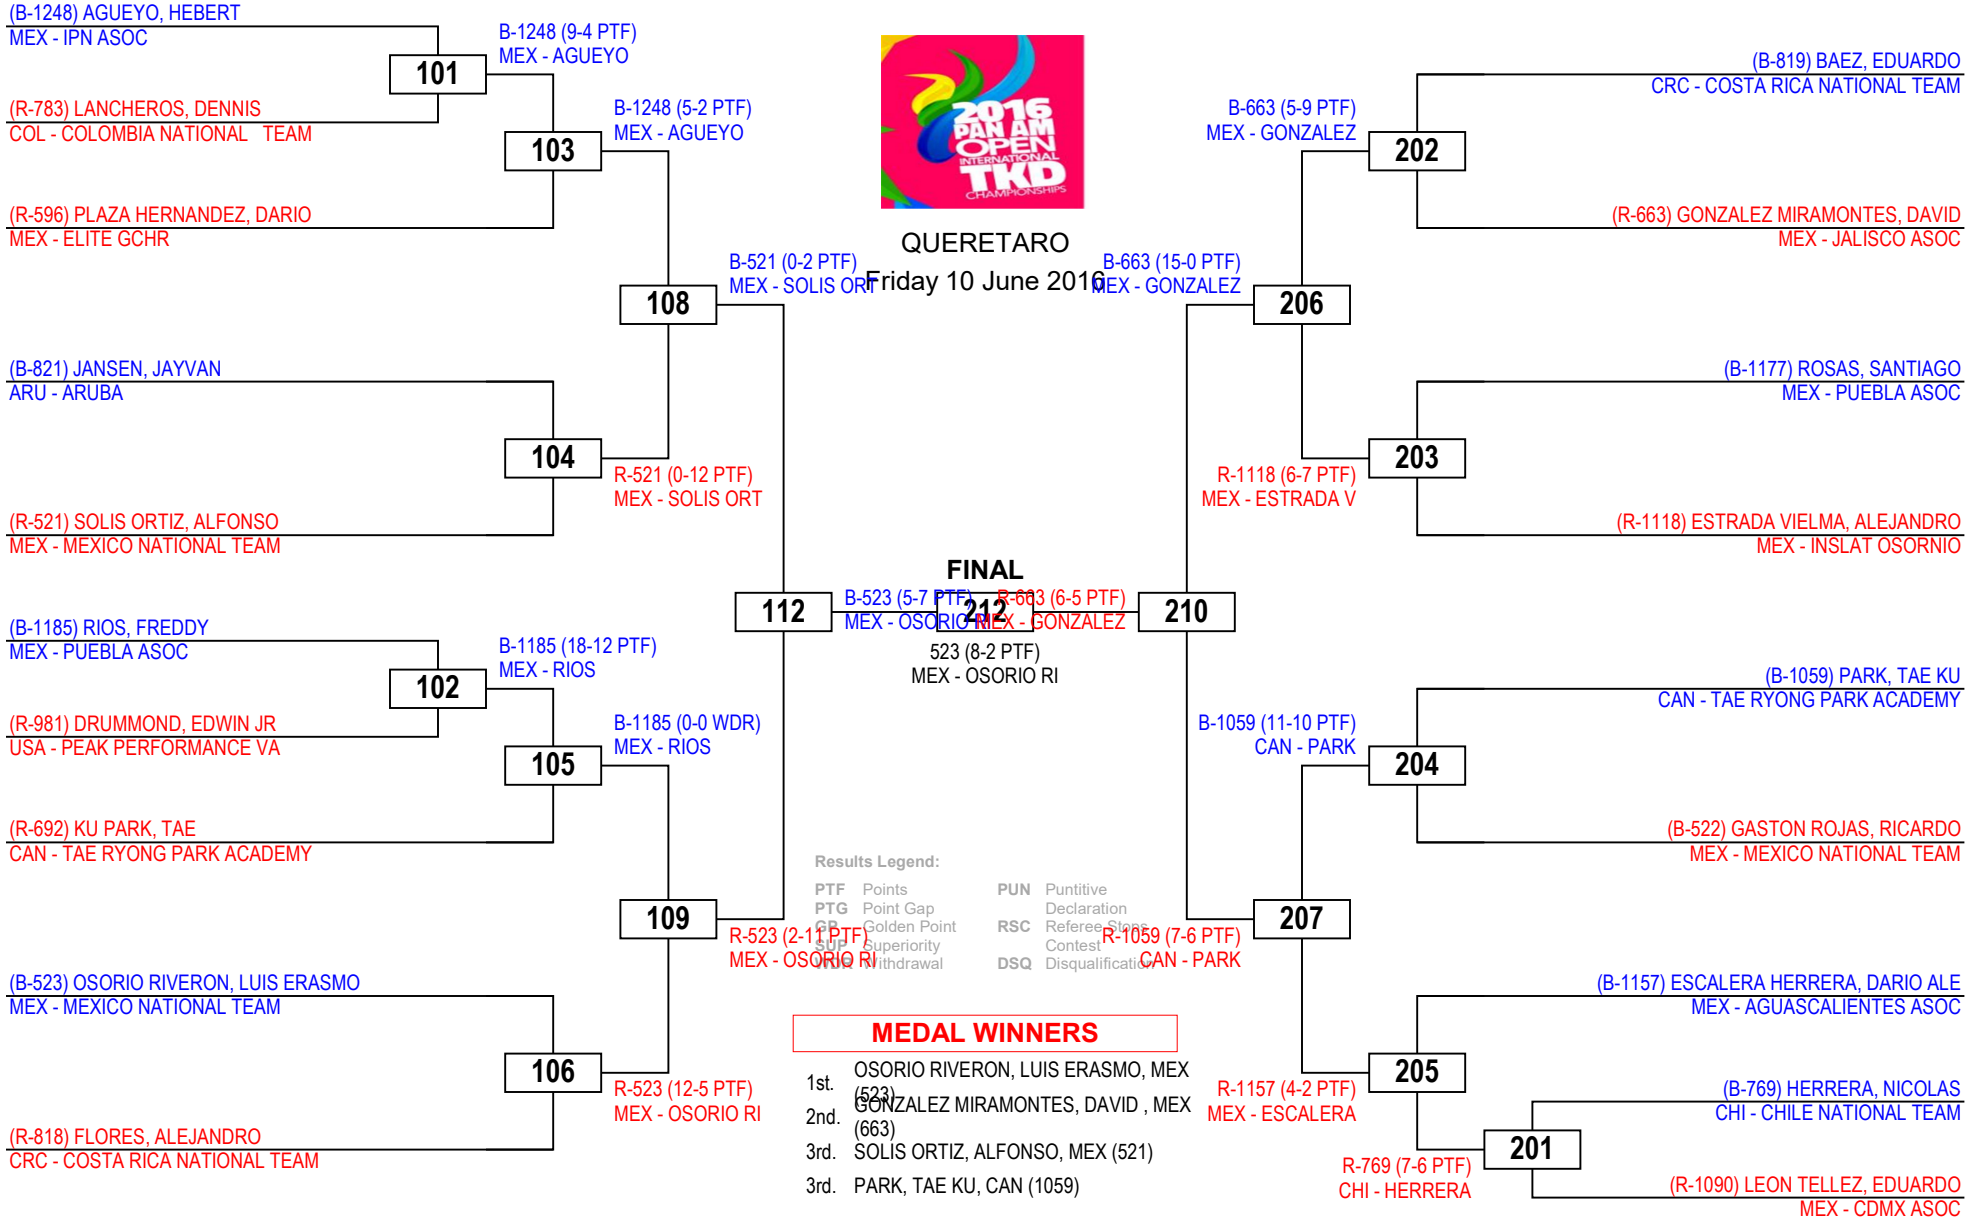 (B-1248) AGUEYO, HEBERT
MEX - IPN ASOC
101
B-1248 (9-4 PTF)
MEX - AGUEYO
(R-783) LANCHEROS, DENNIS
COL - COLOMBIA NATIONAL TEAM
103
B-1248 (5-2 PTF)
MEX - AGUEYO
(R-596) PLAZA HERNANDEZ, DARIO
MEX - ELITE GCHR
108
B-521 (0-2 PTF)
MEX - SOLIS ORT
(B-821) JANSEN, JAYVAN
ARU - ARUBA
104
R-521 (0-12 PTF)
MEX - SOLIS ORT
(R-521) SOLIS ORTIZ, ALFONSO
MEX - MEXICO NATIONAL TEAM
112
B-523 (5-7 PTF)
MEX - OSORIO RI
(B-1185) RIOS, FREDDY
MEX - PUEBLA ASOC
102
B-1185 (18-12 PTF)
MEX - RIOS
(R-981) DRUMMOND, EDWIN JR
USA - PEAK PERFORMANCE VA
105
B-1185 (0-0 WDR)
MEX - RIOS
(R-692) KU PARK, TAE
CAN - TAE RYONG PARK ACADEMY
109
R-523 (2-11 PTF)
MEX - OSORIO RI
(B-523) OSORIO RIVERON, LUIS ERASMO
MEX - MEXICO NATIONAL TEAM
106
R-523 (12-5 PTF)
MEX - OSORIO RI
(R-818) FLORES, ALEJANDRO
CRC - COSTA RICA NATIONAL TEAM
2016
PAN AM
OPEN
INTERNATIONAL
TKD
CHAMPIONSHIPS
QUERETARO
Friday 10 June 2016
FINAL
212
523 (8-2 PTF)
MEX - OSORIO RI
Results Legend:
PTF Points
PTG Point Gap
GP Golden Point
SUP Superiority
WDR Withdrawal
PUN Puntitive
Declaration
RSC Referee Stops
Contest
DSQ Disqualification
MEDAL WINNERS
1st. OSORIO RIVERON, LUIS ERASMO, MEX
(523)
2nd. GONZALEZ MIRAMONTES, DAVID , MEX
(663)
3rd. SOLIS ORTIZ, ALFONSO, MEX (521)
3rd. PARK, TAE KU, CAN (1059)
(B-819) BAEZ, EDUARDO
CRC - COSTA RICA NATIONAL TEAM
B-663 (5-9 PTF)
MEX - GONZALEZ
202
(R-663) GONZALEZ MIRAMONTES, DAVID
MEX - JALISCO ASOC
B-663 (15-0 PTF)
MEX - GONZALEZ
206
(B-1177) ROSAS, SANTIAGO
MEX - PUEBLA ASOC
203
R-1118 (6-7 PTF)
MEX - ESTRADA V
(R-1118) ESTRADA VIELMA, ALEJANDRO
MEX - INSLAT OSORNIO
R-663 (6-5 PTF)
MEX - GONZALEZ
210
(B-1059) PARK, TAE KU
CAN - TAE RYONG PARK ACADEMY
B-1059 (11-10 PTF)
CAN - PARK
204
(B-522) GASTON ROJAS, RICARDO
MEX - MEXICO NATIONAL TEAM
207
R-1059 (7-6 PTF)
CAN - PARK
(B-1157) ESCALERA HERRERA, DARIO ALE
MEX - AGUASCALIENTES ASOC
205
R-1157 (4-2 PTF)
MEX - ESCALERA
(B-769) HERRERA, NICOLAS
CHI - CHILE NATIONAL TEAM
201
R-769 (7-6 PTF)
CHI - HERRERA
(R-1090) LEON TELLEZ, EDUARDO
MEX - CDMX ASOC